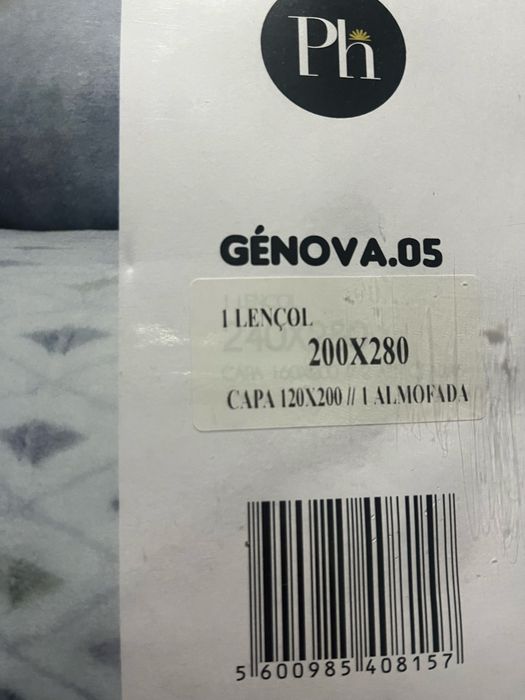 Ph
GÉNOVA.05
1 LENÇOL
200X280
CAPA 120X200 // 1 ALMOFADA
5 600985 408157